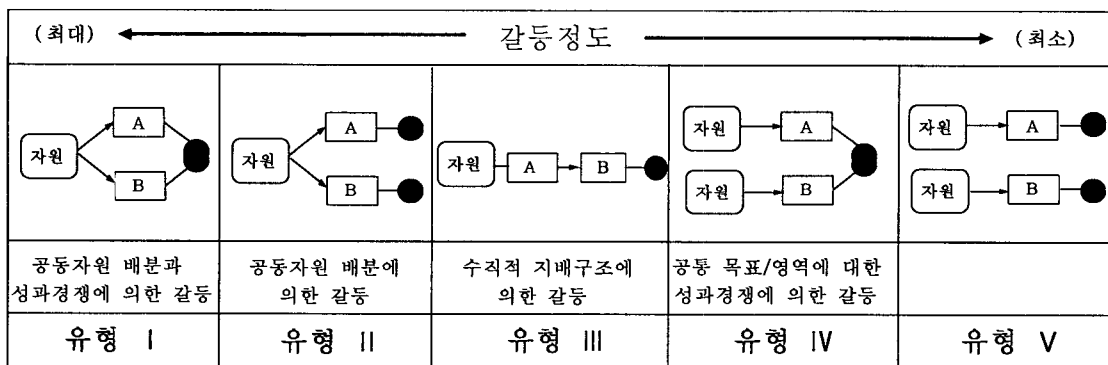 (최대) 갈등정도 (최소)
자원 A B
자원 A B
자원 A B
자원 A
자원 B
자원 A
자원 B
공동자원 배분과
성과경쟁에 의한 갈등
공동자원 배분에
의한 갈등
수직적 지배구조에
의한 갈등
공통 목표/영역에 대한
성과경쟁에 의한 갈등
유형 Ⅰ 유형 Ⅱ 유형 Ⅲ 유형 Ⅳ 유형 Ⅴ